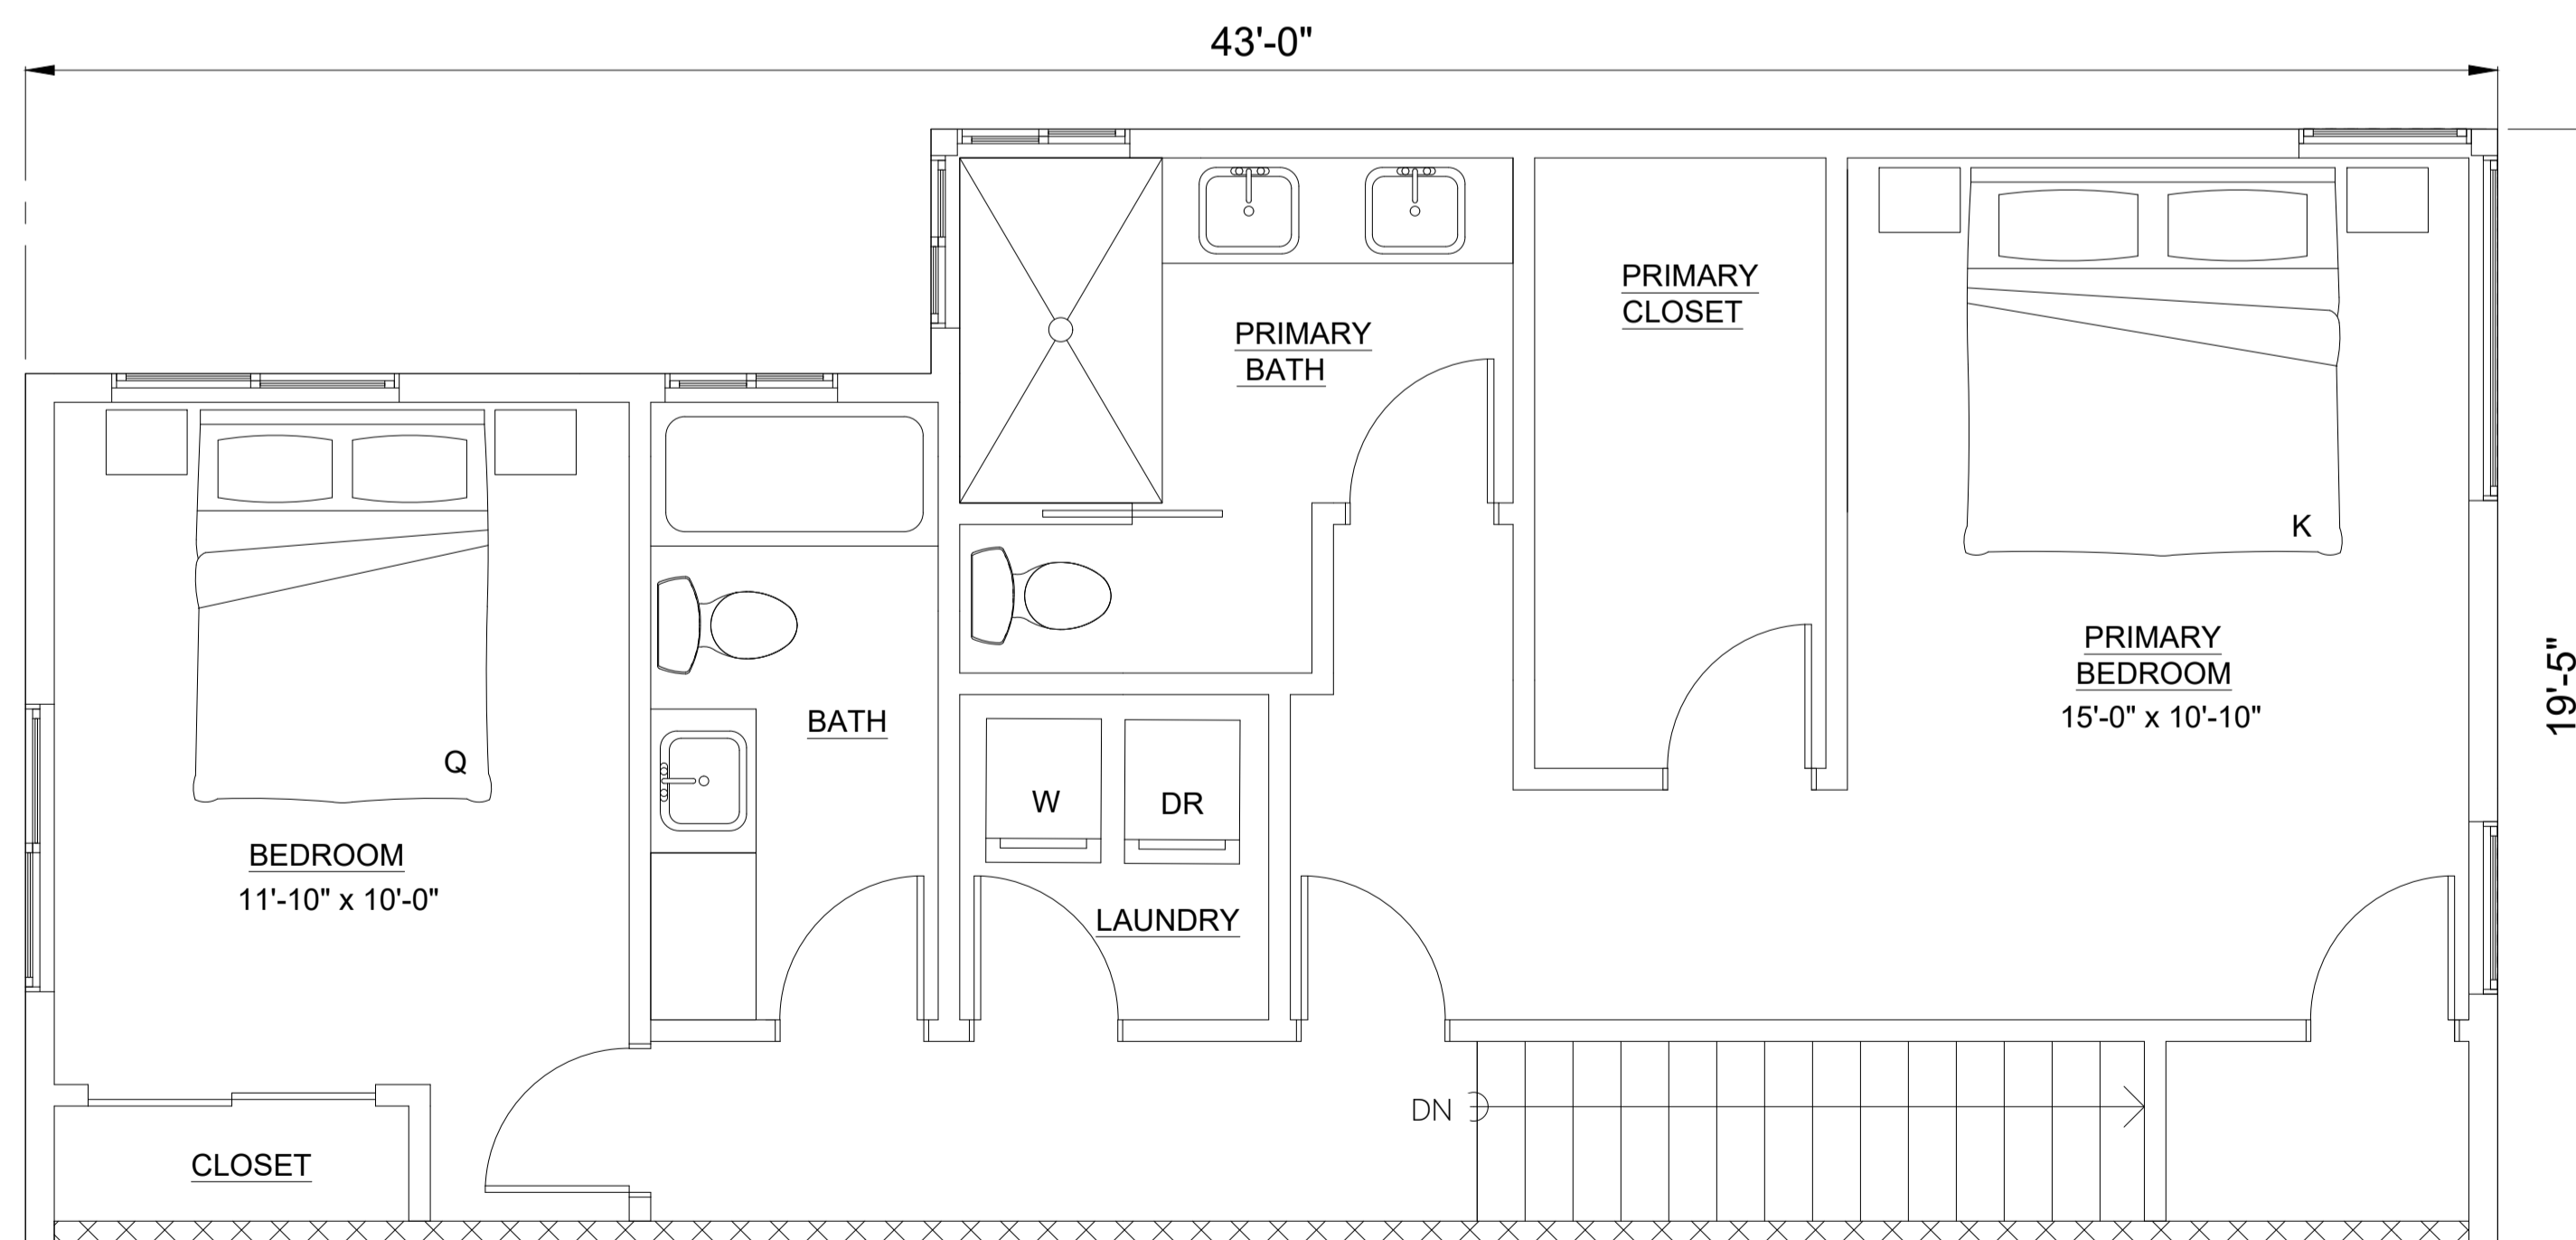 43'-0"
PRIMARY
CLOSET
PRIMARY
BATH
K
PRIMARY
BEDROOM
15'-0" x 10'-10"
19'-5"
BATH
Q
W
DR
BEDROOM
11'-10" x 10'-0"
LAUNDRY
DN
CLOSET